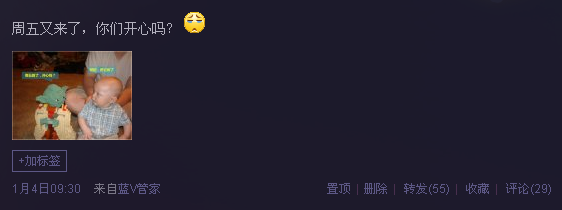 周五又来了，你们开心吗？
+加标签
1月4日09:30 来自蓝V管家 置顶 | 删除 | 转发(55) | 收藏 | 评论(29)